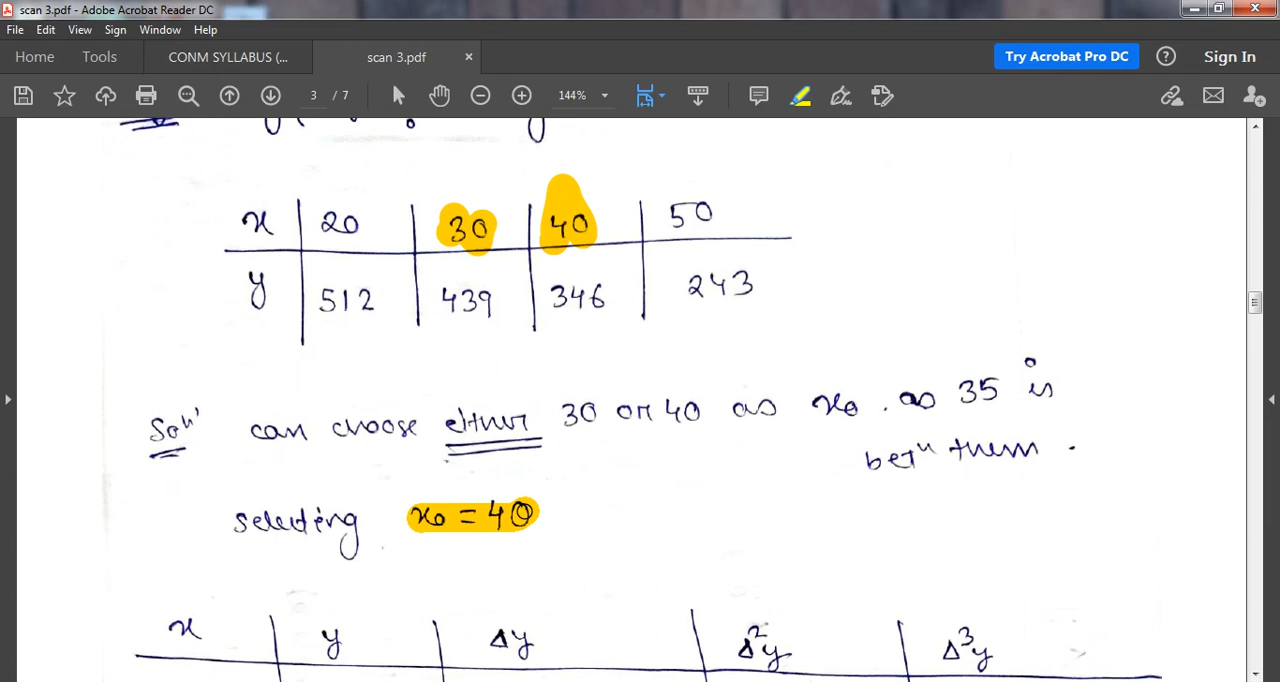 scan 3.pdf - Adobe Acrobat Reader DC
File Edit View Sign Window Help
Home Tools CONM SYLLABUS (... scan 3.pdf × Try Acrobat Pro DC ? Sign In
3 / 7 144%
x 20 30 40 50
y 512 439 346 243
Solnʼ can choose either 30 or 40 as x₀. as 35 is
betⁿ them.
selecting x₀ = 40
x y Δy Δ²y Δ³y